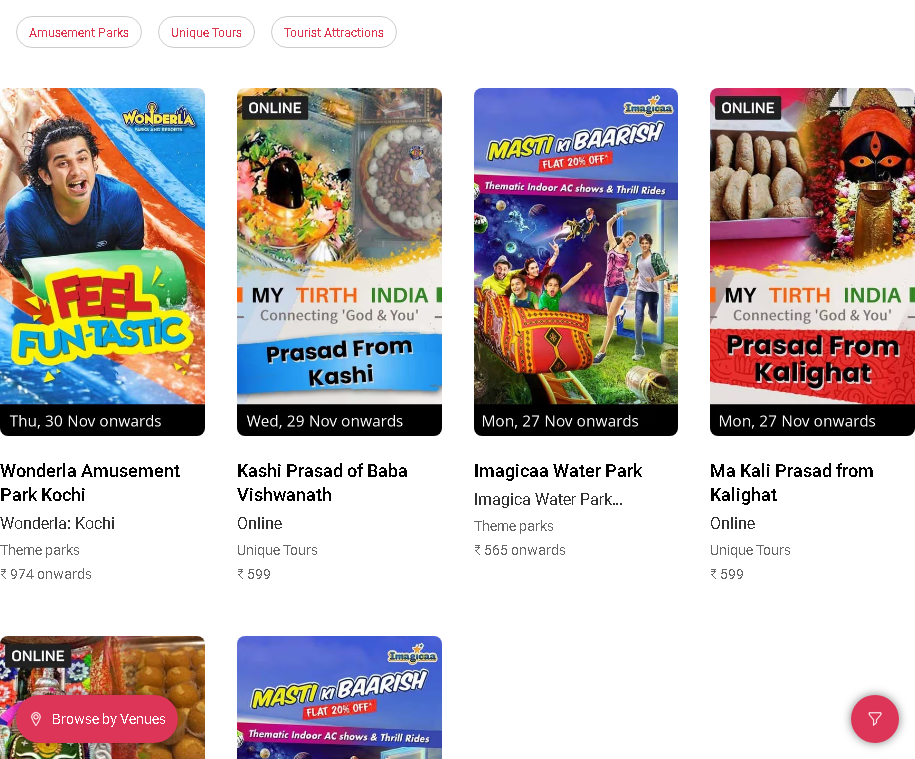 Amusement Parks
Unique Tours
Tourist Attractions
WONDERLA
PARKS AND RESORTS
FEEL
FUN-TASTIC
Thu, 30 Nov onwards
Wonderla Amusement
Park Kochi
Wonderla: Kochi
Theme parks
₹ 974 onwards
ONLINE
MY TIRTH INDIA
Connecting 'God & You'
Prasad From
Kashi
Wed, 29 Nov onwards
Kashi Prasad of Baba
Vishwanath
Online
Unique Tours
₹ 599
Imagicaa
MASTI KI BAARISH
FLAT 20% OFF*
Thematic Indoor AC shows & Thrill Rides
Mon, 27 Nov onwards
Imagicaa Water Park
Imagica Water Park...
Theme parks
₹ 565 onwards
ONLINE
MY TIRTH INDIA
Connecting 'God & You'
Prasad From
Kalighat
Mon, 27 Nov onwards
Ma Kali Prasad from
Kalighat
Online
Unique Tours
₹ 599
ONLINE
Browse by Venues
Imagicaa
MASTI KI BAARISH
FLAT 20% OFF*
Thematic Indoor AC shows & Thrill Rides